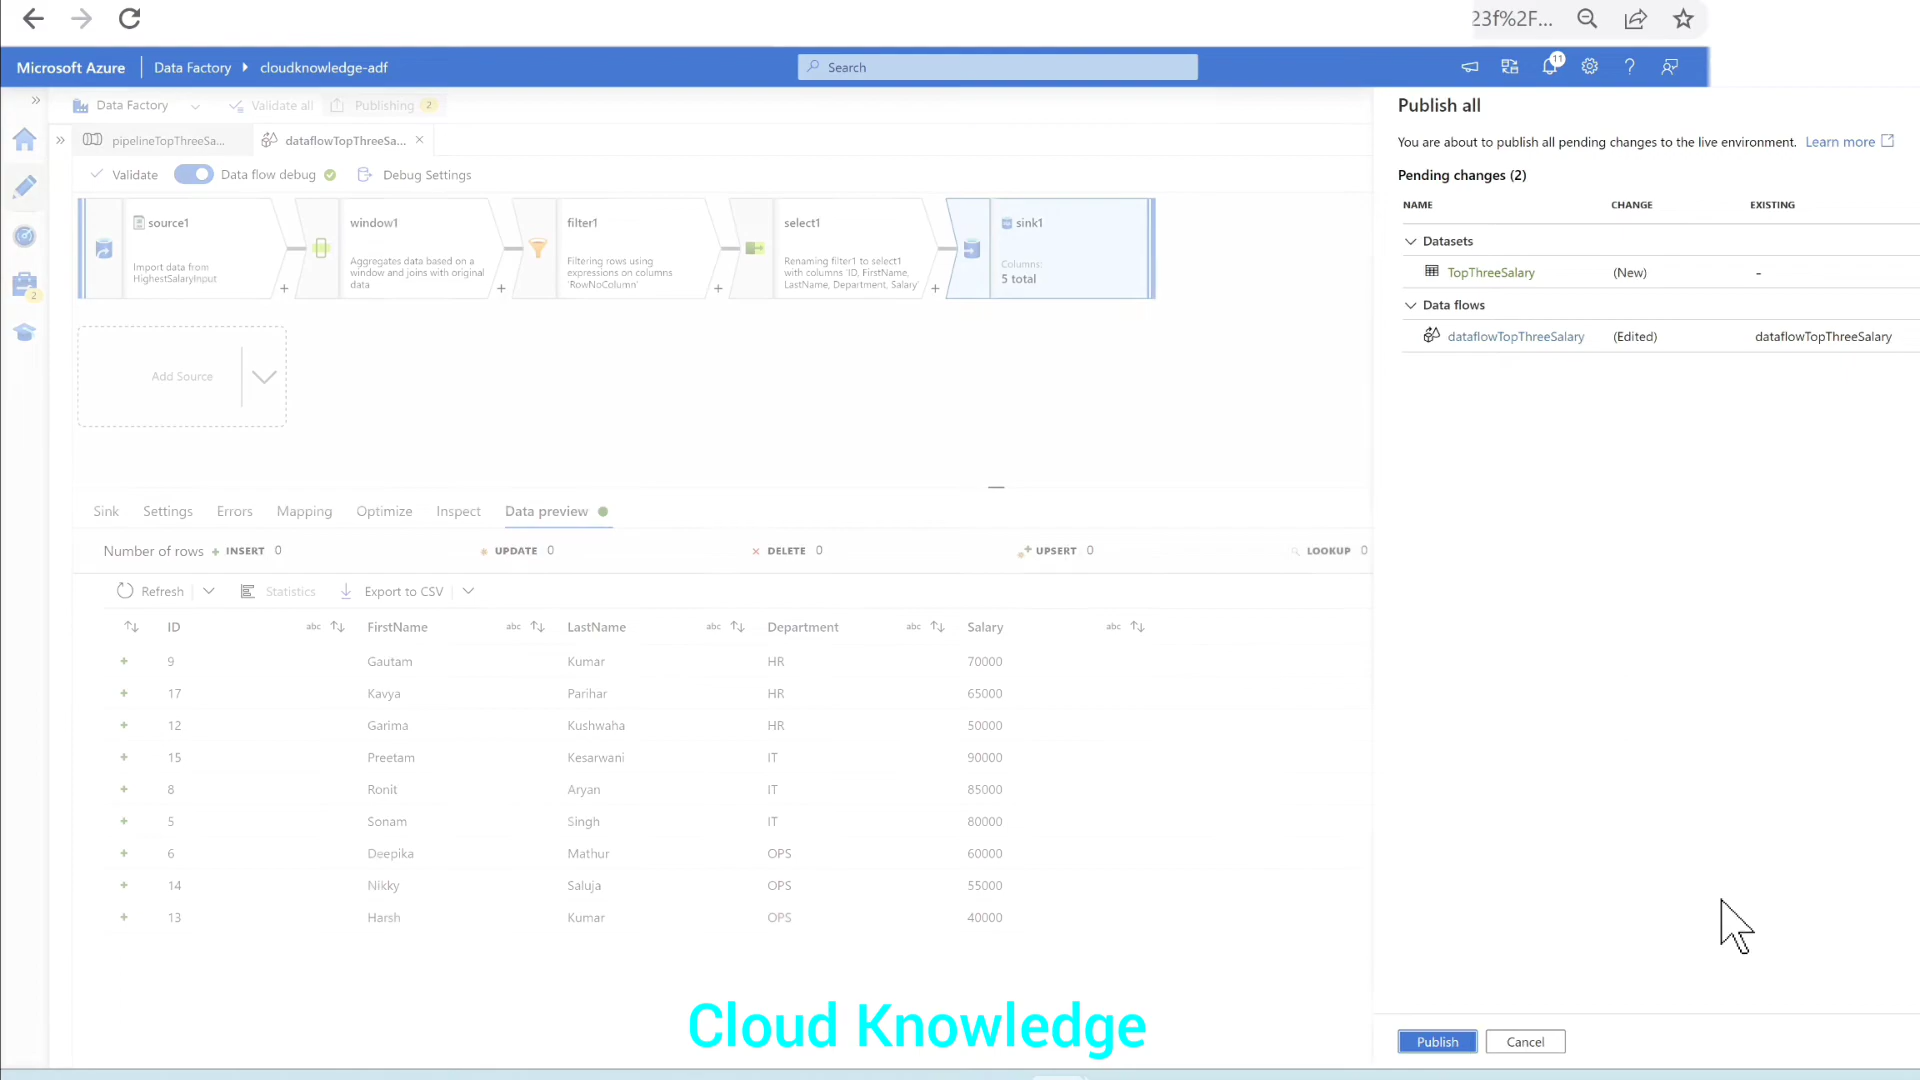 23f%2F...
Microsoft Azure Data Factory cloudknowledge-adf Search 11
Data Factory Validate all Publishing 2
pipelineTopThreeSa... dataflowTopThreeSa...
Validate Data flow debug Debug Settings
source1
Import data from
HighestSalaryInput
window1
Aggregates data based on a
window and joins with original
data
filter1
Filtering rows using
expressions on columns
'RowNoColumn'
select1
Renaming filter1 to select1
with columns 'ID, FirstName,
LastName, Department, Salary'
sink1
Columns:
5 total
2
Add Source
Sink Settings Errors Mapping Optimize Inspect Data preview
Number of rows INSERT 0 UPDATE 0 DELETE 0 UPSERT 0 LOOKUP 0
Refresh Statistics Export to CSV
ID abc FirstName abc LastName abc Department abc Salary abc
9 Gautam Kumar HR 70000
17 Kavya Parihar HR 65000
12 Garima Kushwaha HR 50000
15 Preetam Kesarwani IT 90000
8 Ronit Aryan IT 85000
5 Sonam Singh IT 80000
6 Deepika Mathur OPS 60000
14 Nikky Saluja OPS 55000
13 Harsh Kumar OPS 40000
Publish all
You are about to publish all pending changes to the live environment. Learn more
Pending changes (2)
NAME CHANGE EXISTING
Datasets
TopThreeSalary (New) -
Data flows
dataflowTopThreeSalary (Edited) dataflowTopThreeSalary
Publish Cancel
Cloud Knowledge